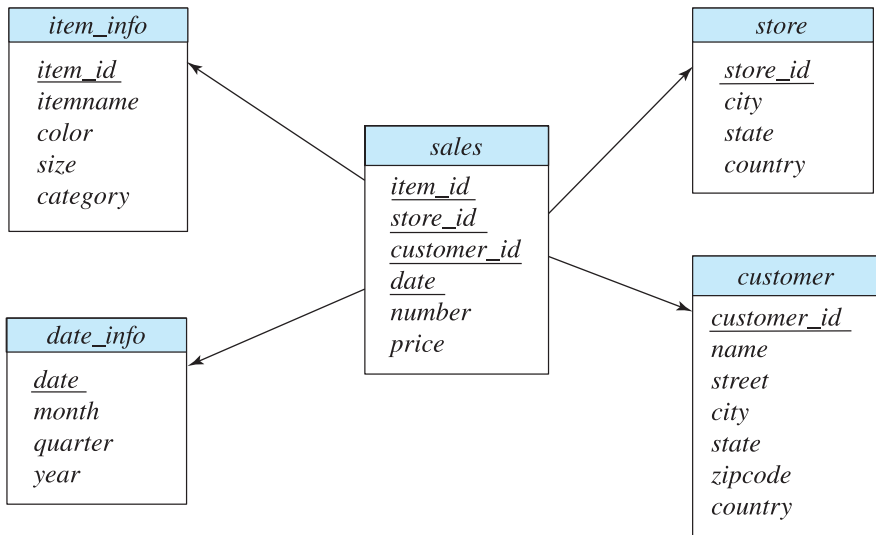 item_info
item_id
itemname
color
size
category
store
store_id
city
state
country
sales
item_id
store_id
customer_id
date
number
price
date_info
date
month
quarter
year
customer
customer_id
name
street
city
state
zipcode
country